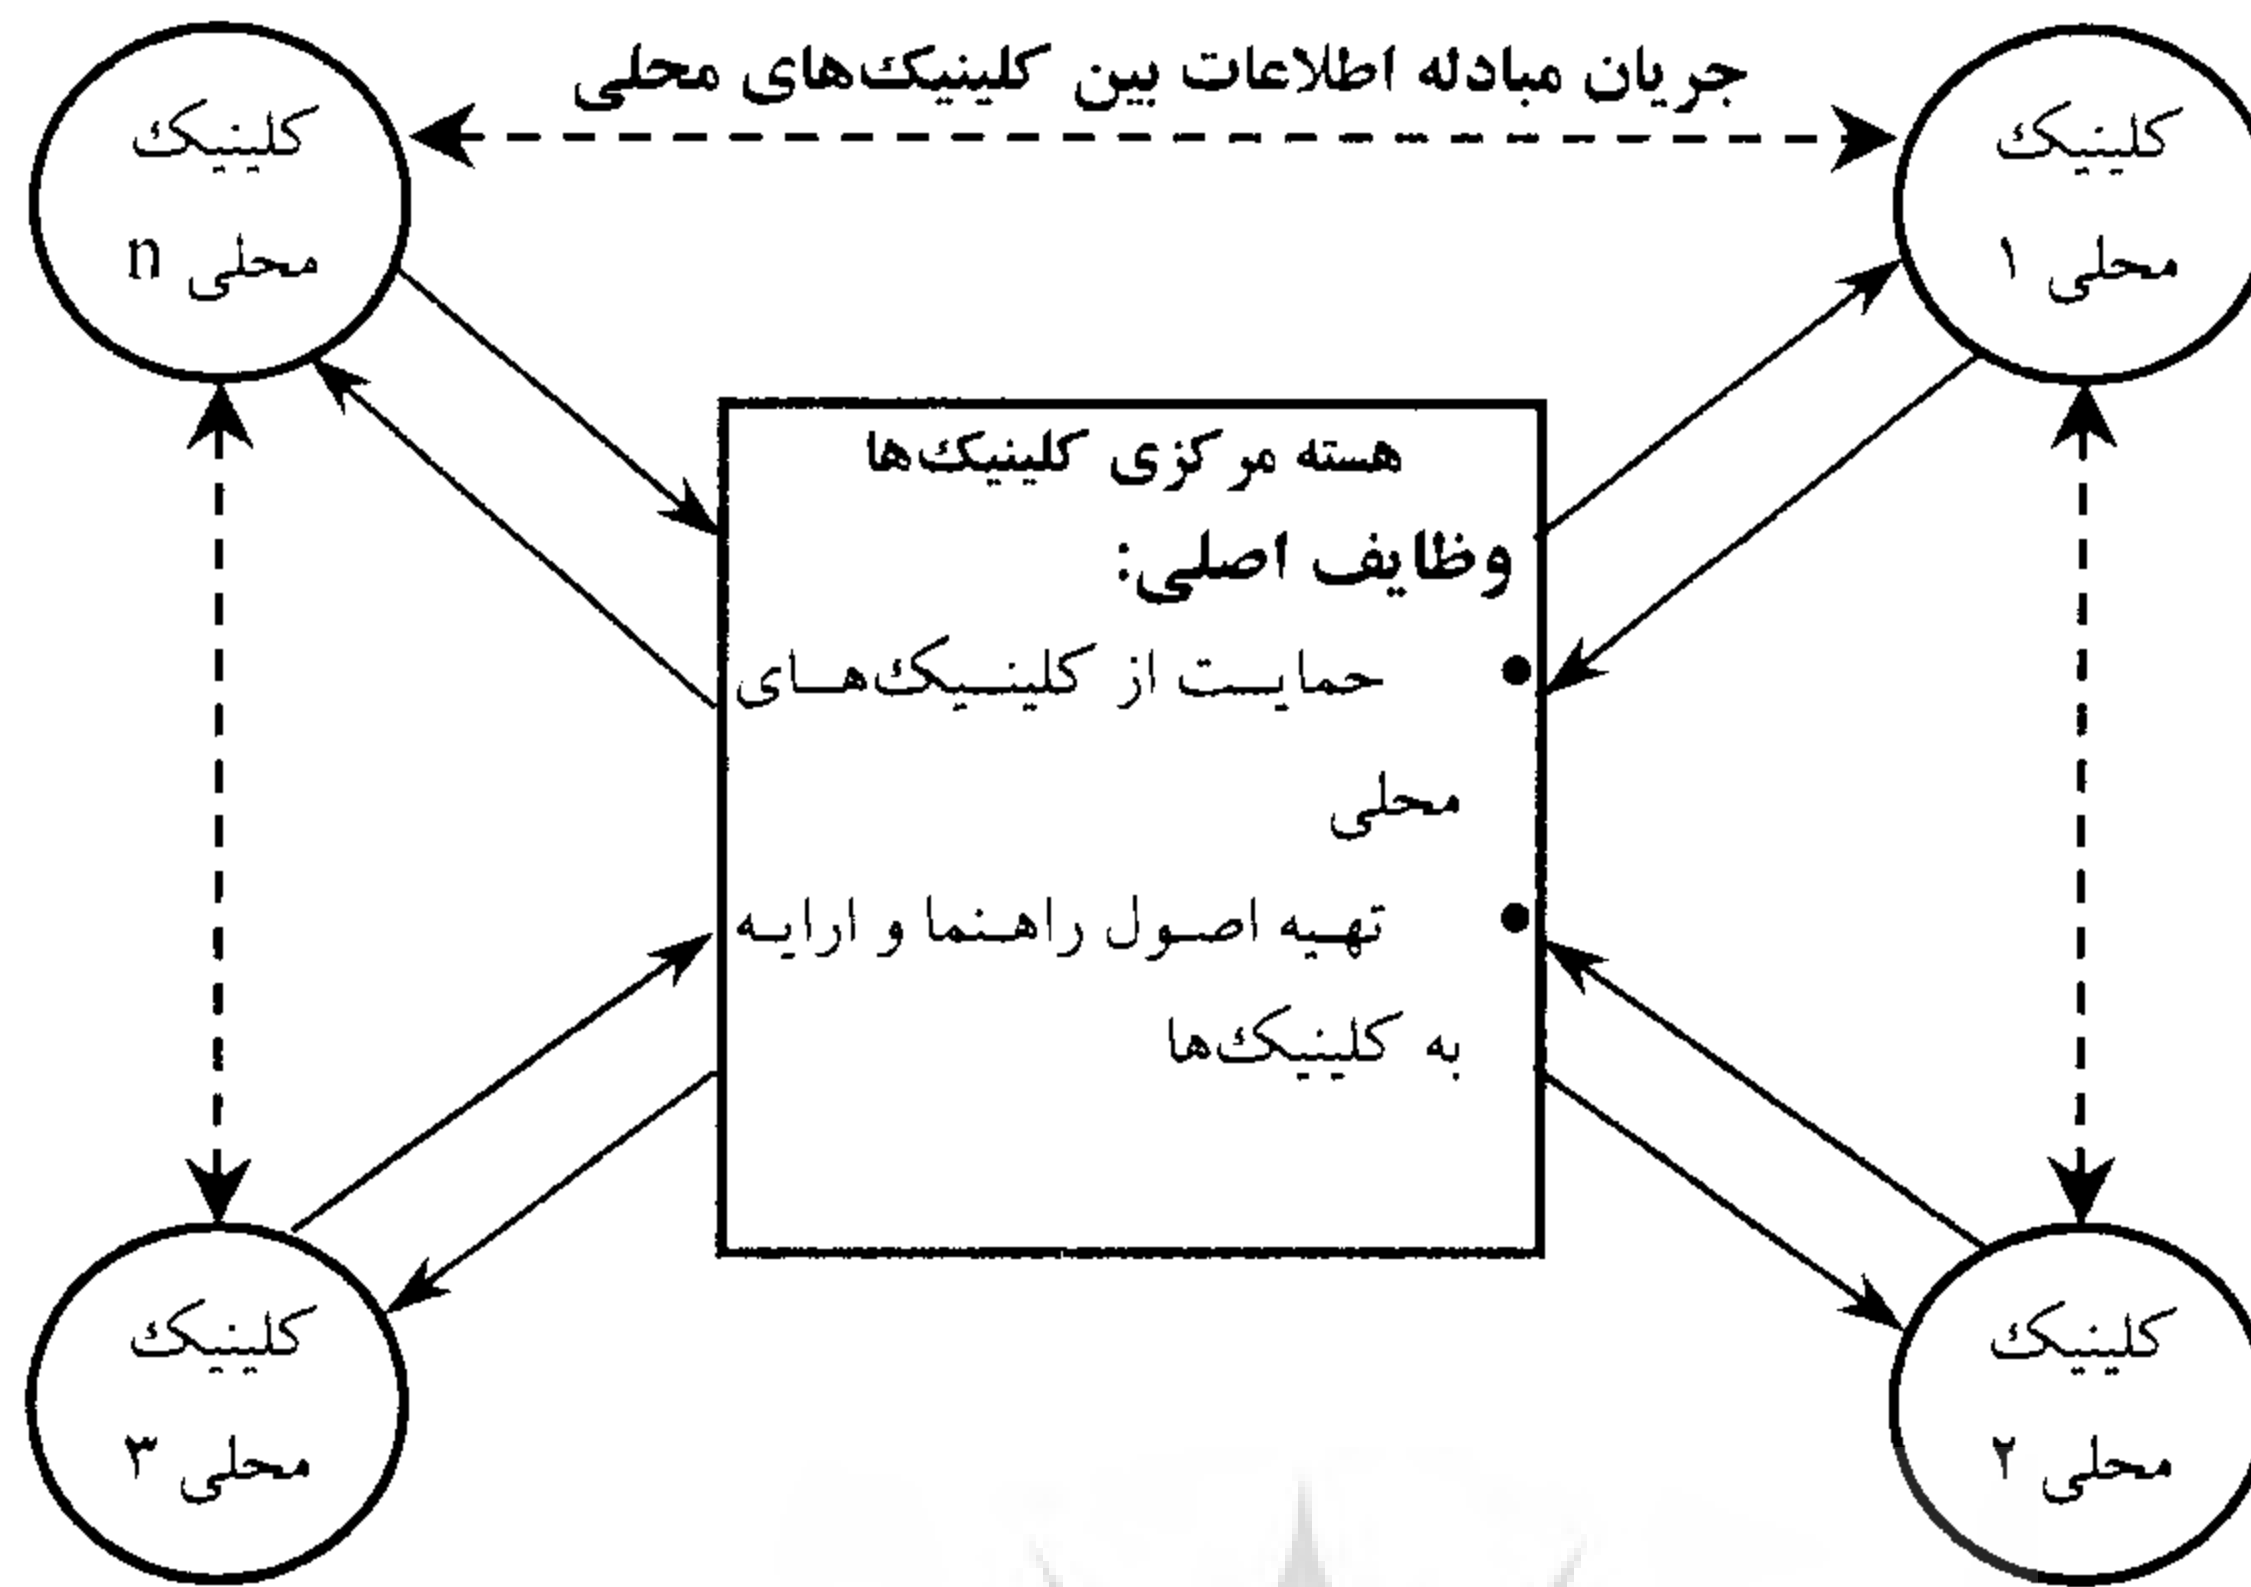 جریان مبادله اطلاعات بین کلینیک‌های محلی
کلینیک
محلی ۱
کلینیک
محلی n
هسته مرکزی کلینیک‌ها
وظایف اصلی:
• حمایت از کلینیک‌های
محلی
• تهیه اصول راهنما و ارایه
به کلینیک‌ها
کلینیک
محلی ۲
کلینیک
محلی ۳